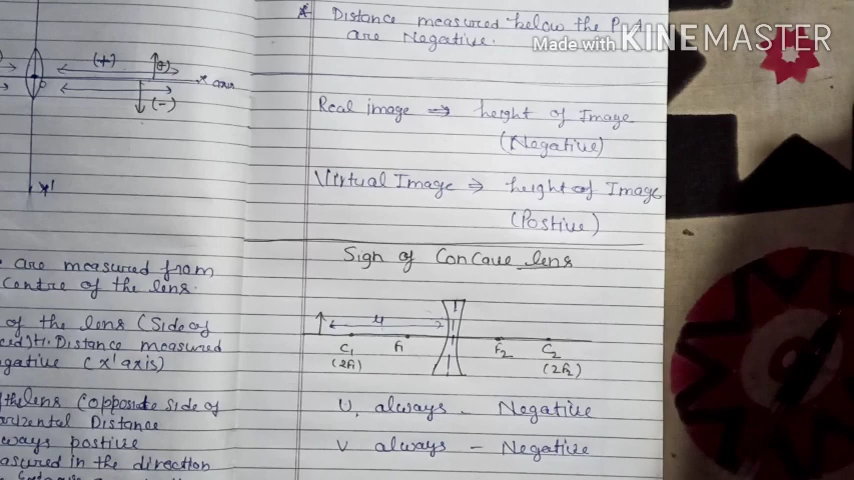 (+)
(-)
x axis
* Distance measured below the P.A
are Negative.
Made with KINEMASTER
Real image ⇒ height of Image
(Nogative)
Virtual Image ⇒ height of Image
(Postive)
are measured from
centre of the lens.
of the lens (Side of
H. Distance measured
gative (x' axis)
the lens (opposite side of
arizental Distance
ways postive
asured in the direction
Sign of Concave lens
u
C1
F1
F2
C2
(2F1)
(2F2)
U, always - Negative
V always - Negative